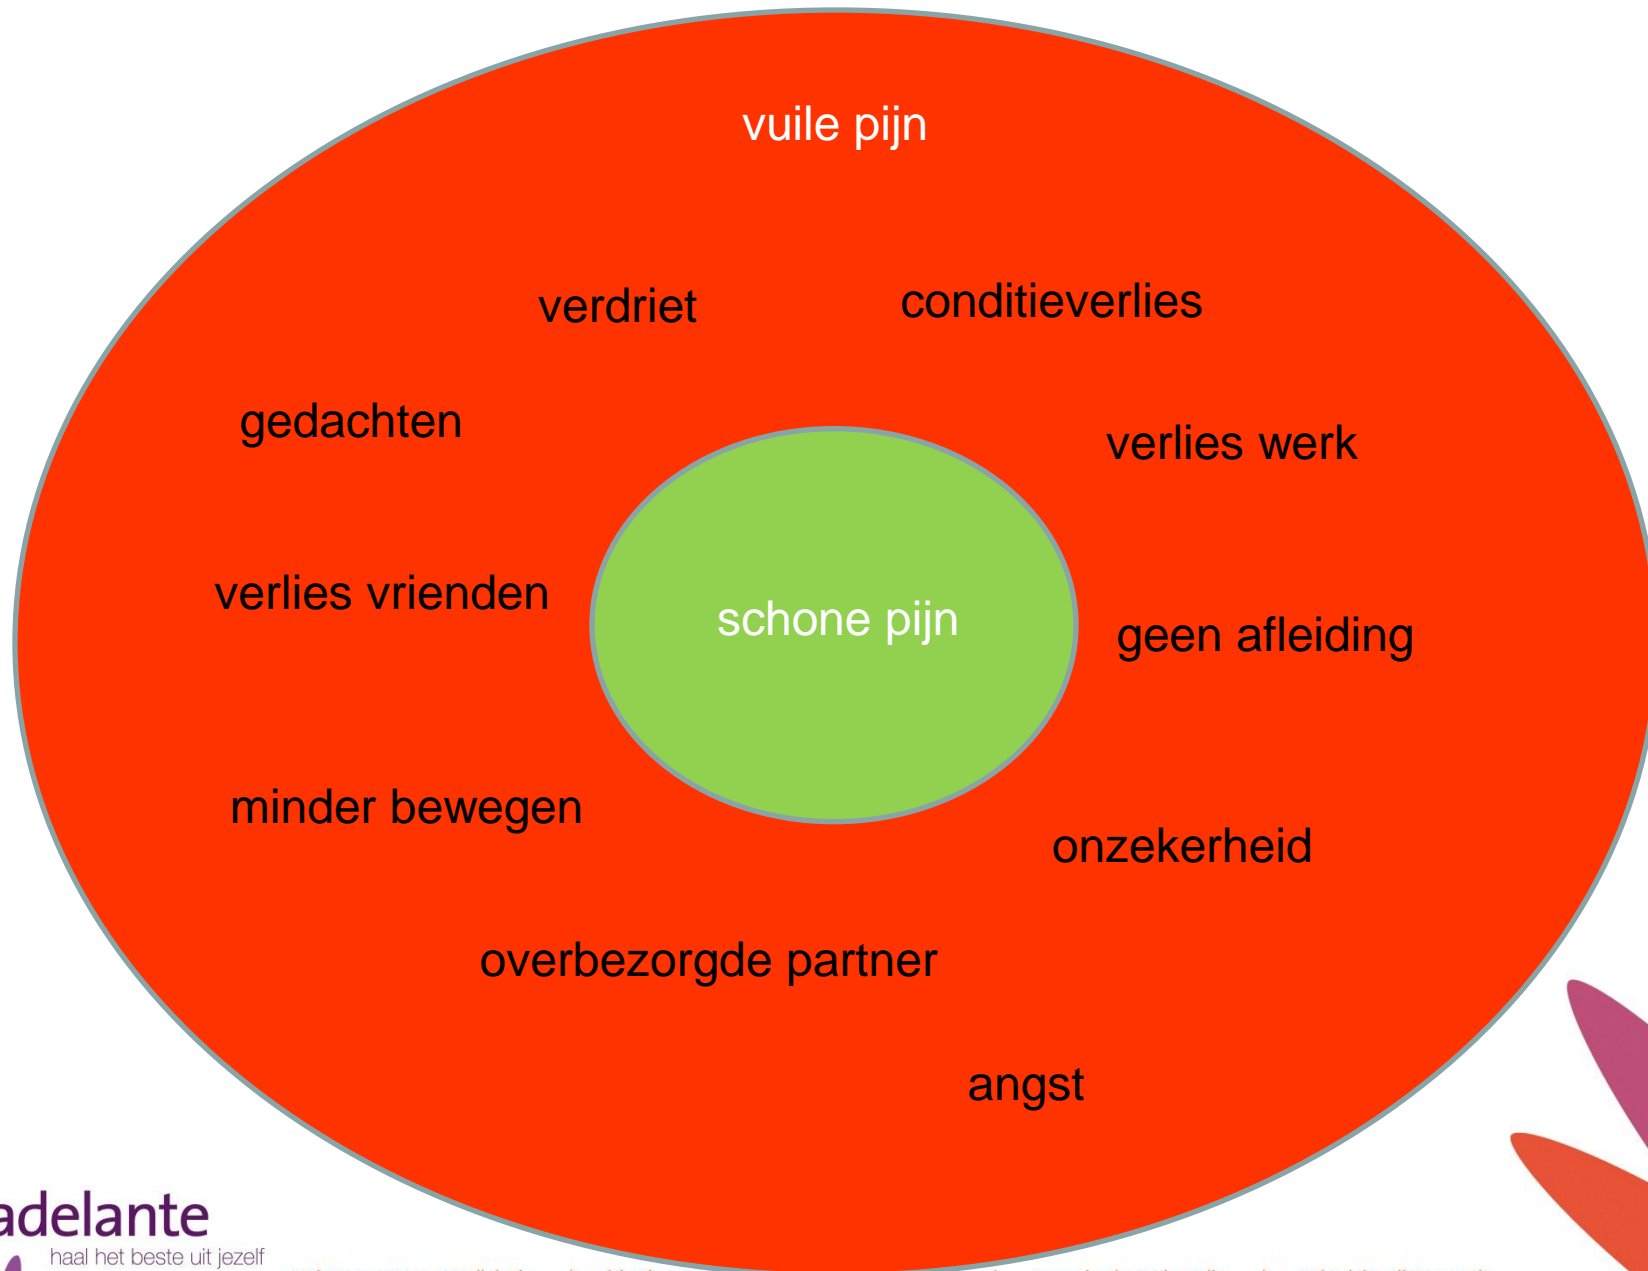 vuile pijn
verdriet
conditieverlies
gedachten
verlies werk
verlies vrienden
schone pijn
geen afleiding
minder bewegen
onzekerheid
overbezorgde partner
angst
adelante
haal het beste uit jezelf